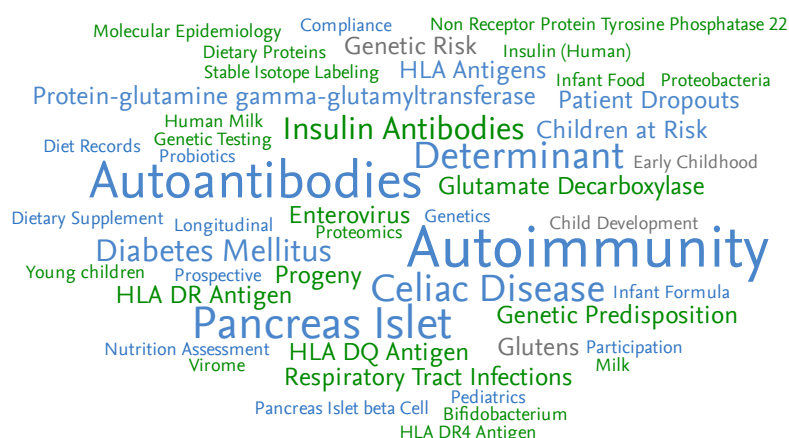 Molecular Epidemiology
Compliance
Non Receptor Protein Tyrosine Phosphatase 22
Dietary Proteins
Genetic Risk
Insulin (Human)
Stable Isotope Labeling
HLA Antigens
Infant Food
Proteobacteria
Protein-glutamine gamma-glutamyltransferase
Patient Dropouts
Human Milk
Insulin Antibodies
Children at Risk
Diet Records
Genetic Testing
Probiotics
Determinant
Early Childhood
Autoantibodies
Glutamate Decarboxylase
Dietary Supplement
Longitudinal
Enterovirus
Genetics
Child Development
Proteomics
Diabetes Mellitus
Autoimmunity
Young children
Prospective
Progeny
HLA DR Antigen
Celiac Disease
Infant Formula
Pancreas Islet
Genetic Predisposition
Nutrition Assessment
HLA DQ Antigen
Glutens
Participation
Virome
Milk
Respiratory Tract Infections
Pancreas Islet beta Cell
Pediatrics
Bifidobacterium
HLA DR4 Antigen